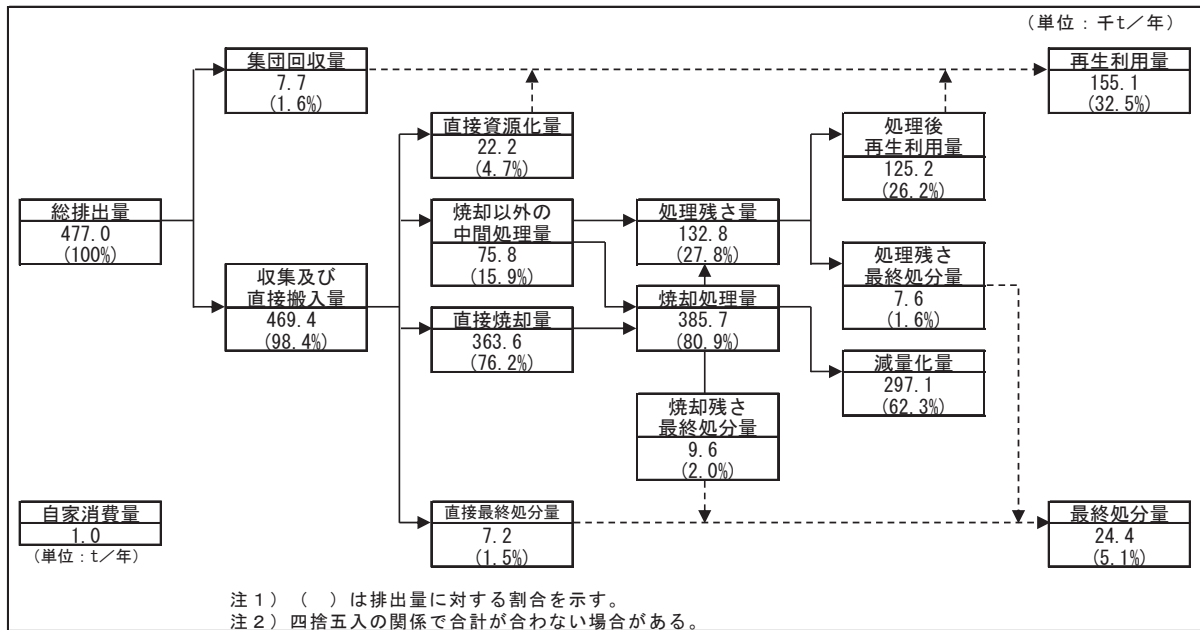 (単位:千t/年)
集団回収量
7.7
(1.6%)
再生利用量
155.1
(32.5%)
直接資源化量
22.2
(4.7%)
処理後
再生利用量
125.2
(26.2%)
総排出量
477.0
(100%)
焼却以外の
中間処理量
75.8
(15.9%)
処理残さ量
132.8
(27.8%)
収集及び
直接搬入量
469.4
(98.4%)
処理残さ
最終処分量
7.6
(1.6%)
直接焼却量
363.6
(76.2%)
焼却処理量
385.7
(80.9%)
減量化量
297.1
(62.3%)
焼却残さ
最終処分量
9.6
(2.0%)
自家消費量
1.0
(単位:t/年)
直接最終処分量
7.2
(1.5%)
最終処分量
24.4
(5.1%)
注1) ( )は排出量に対する割合を示す。
注2) 四捨五入の関係で合計が合わない場合がある。